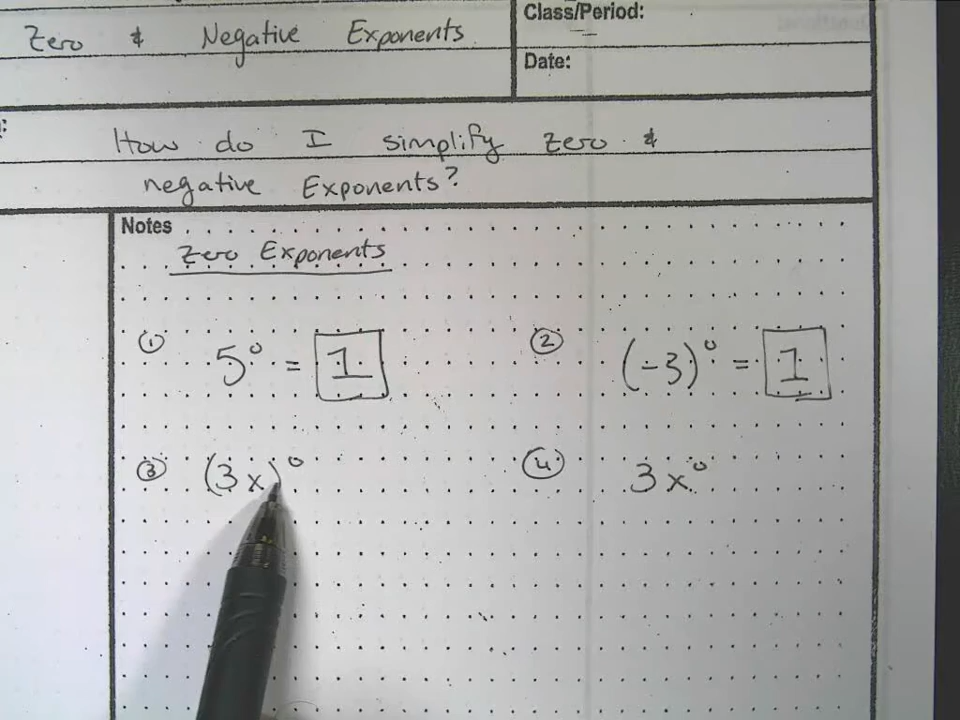 Zero & Negative Exponents
Class/Period:
Date:
How do I simplify zero &
negative Exponents?
Notes
Zero Exponents
① 5⁰ = 1
② (-3)⁰ = 1
③ (3x)⁰
④ 3x⁰